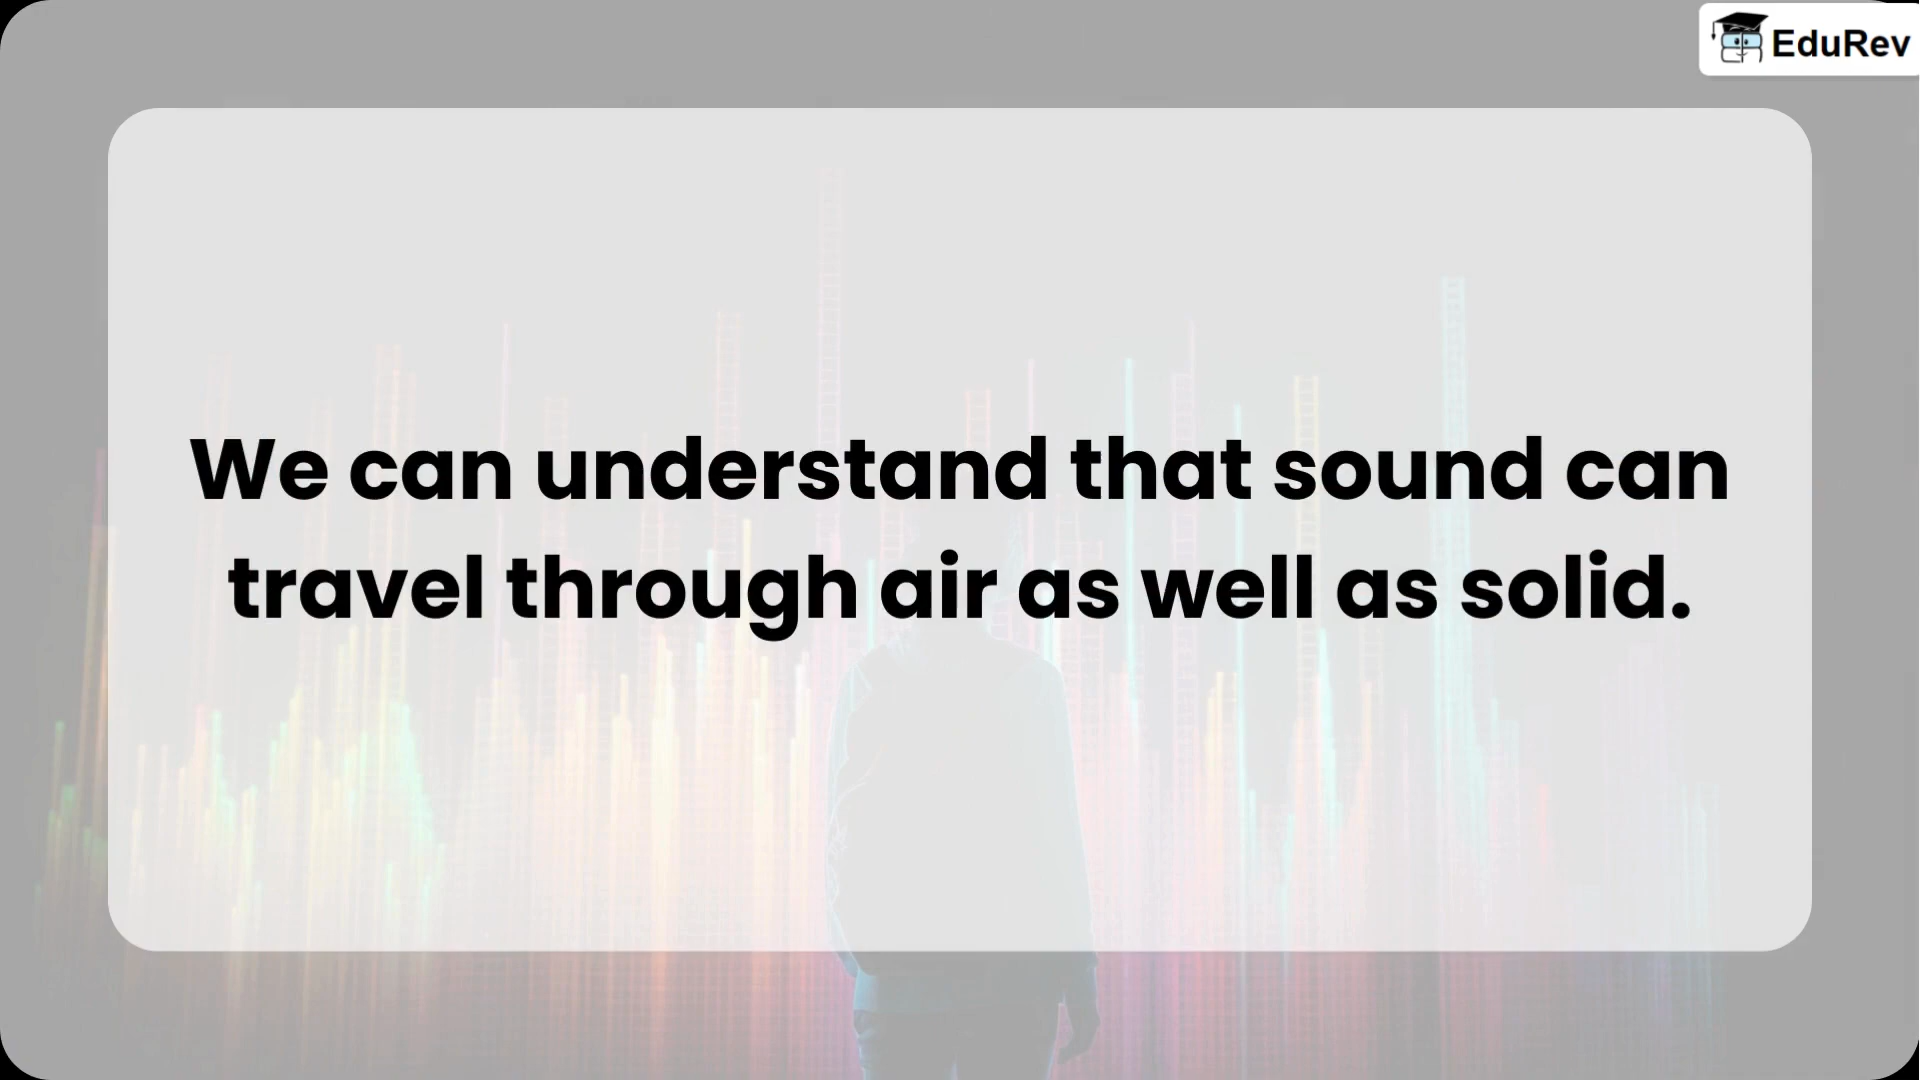 EduRev
We can understand that sound can
travel through air as well as solid.